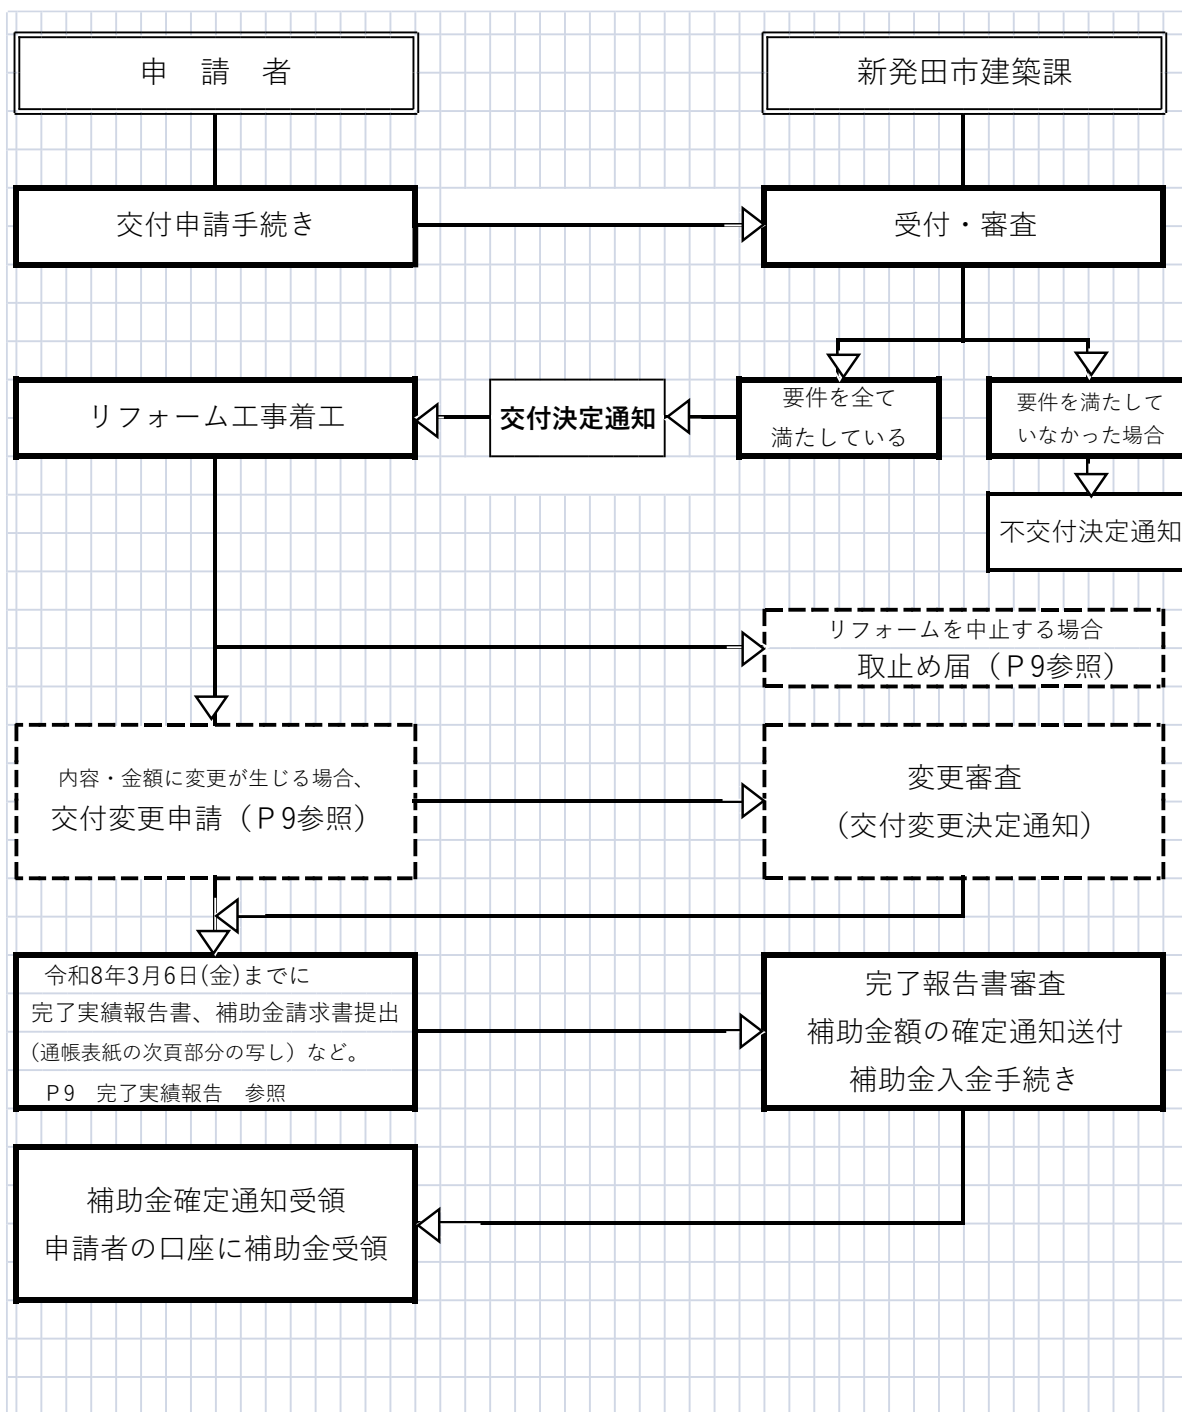 申　請　者
新発田市建築課
交付申請手続き
受付・審査
リフォーム工事着工
交付決定通知
要件を全て
満たしている
要件を満たして
いなかった場合
不交付決定通知
リフォームを中止する場合
取止め届（Ｐ9参照）
内容・金額に変更が生じる場合、
交付変更申請（Ｐ9参照）
変更審査
（交付変更決定通知）
令和8年3月6日(金)までに
完了実績報告書、補助金請求書提出
（通帳表紙の次頁部分の写し）など。
Ｐ9　完了実績報告　参照
完了報告書審査
補助金額の確定通知送付
補助金入金手続き
補助金確定通知受領
申請者の口座に補助金受領